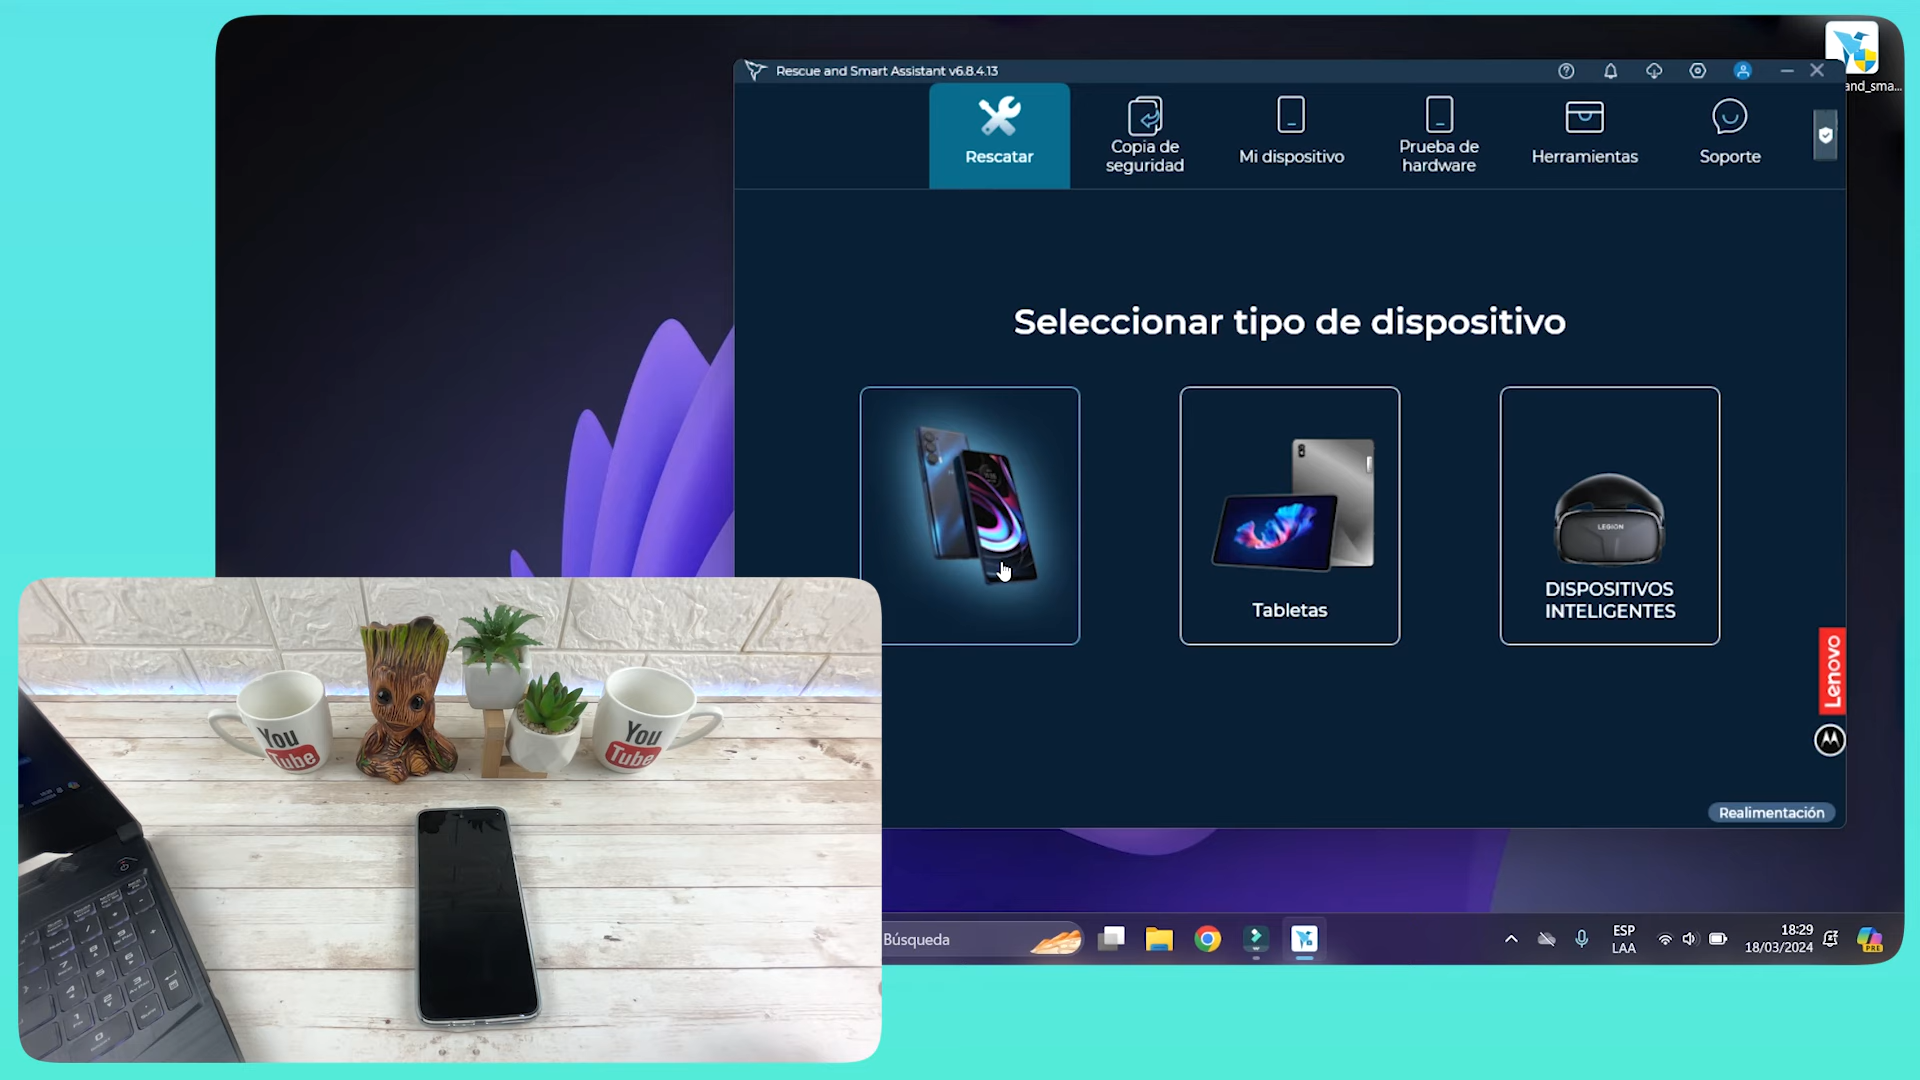 and_sma...
Rescue and Smart Assistant v6.8.4.13
Rescatar
Copia de
seguridad
Mi dispositivo
Prueba de
hardware
Herramientas
Soporte
Seleccionar tipo de dispositivo
Tabletas
LEGION
DISPOSITIVOS
INTELIGENTES
Lenovo
Realimentación
You
Tube
You
Tube
Búsqueda
ESP
LAA
18:29
18/03/2024
PRE